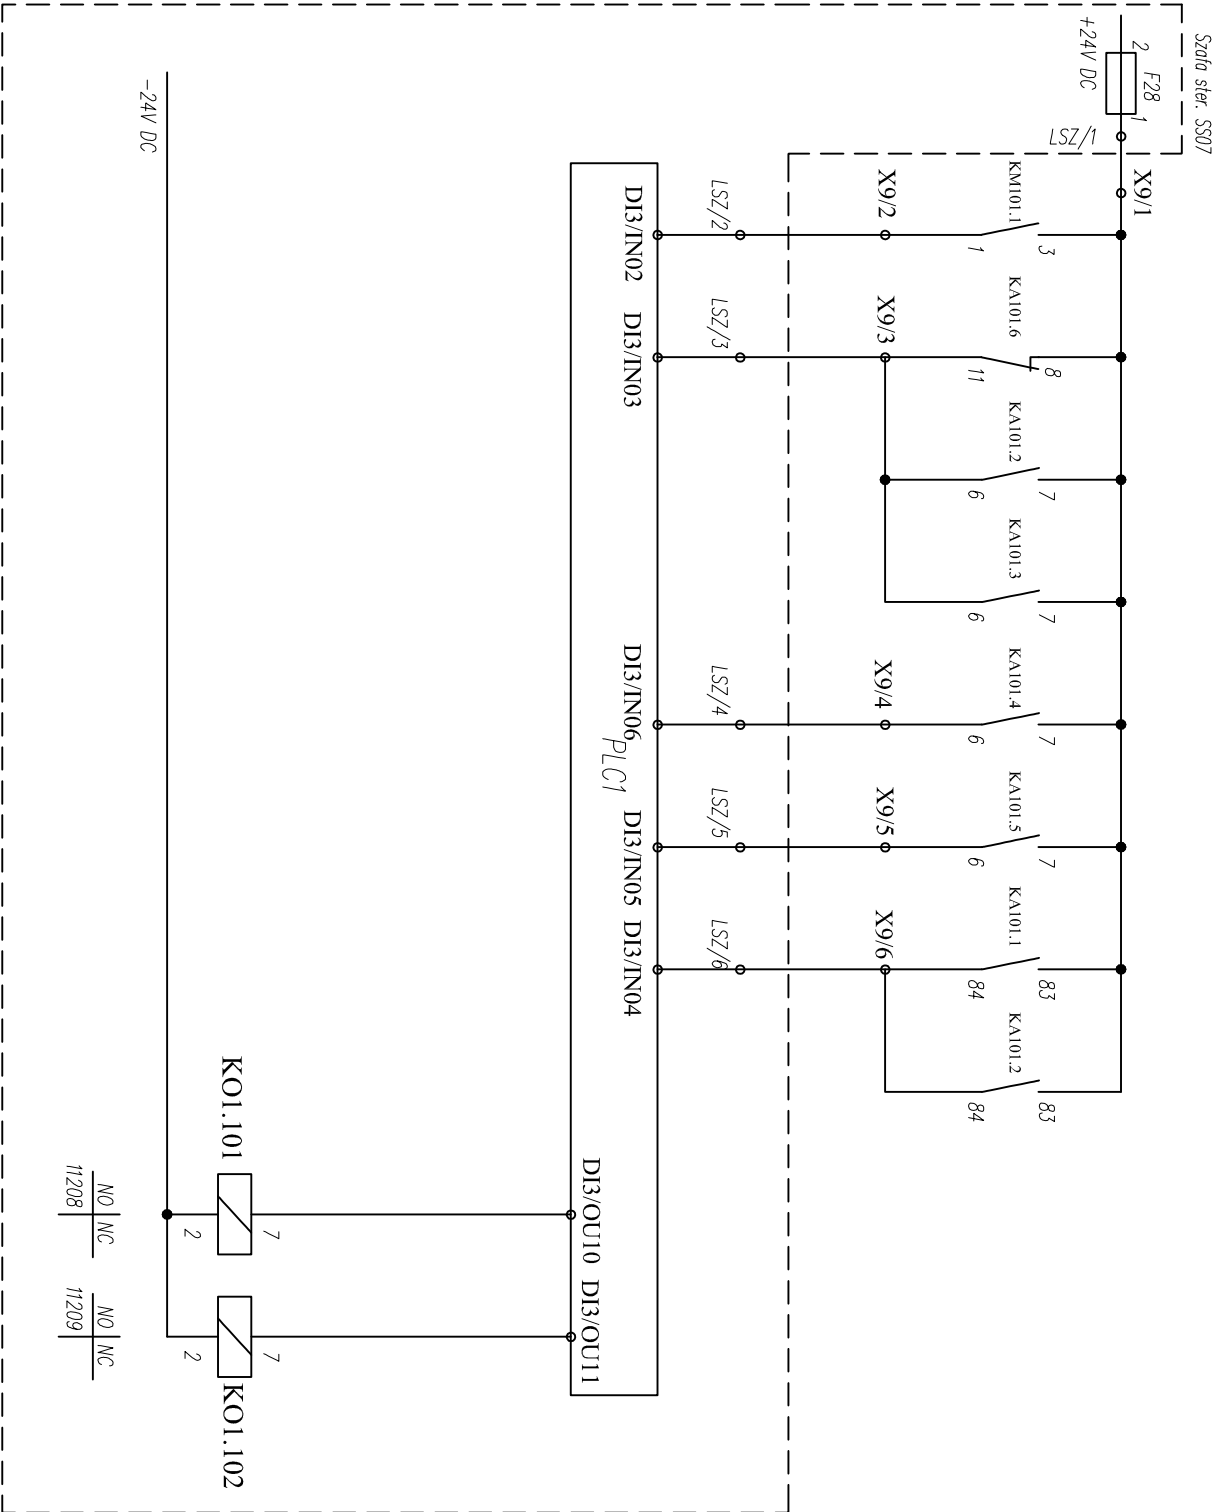 Szafa ster. SS07
2
F28
1
+24V DC
LSZ/1
X9/1
KM101.1
3
1
X9/2
LSZ/2
DI3/IN02
KA101.6
8
11
X9/3
LSZ/3
DI3/IN03
KA101.2
7
6
KA101.3
7
6
KA101.4
7
6
X9/4
LSZ/4
DI3/IN06
KA101.5
7
6
X9/5
LSZ/5
DI3/IN05
KA101.1
83
84
X9/6
LSZ/6
DI3/IN04
KA101.2
83
84
PLC1
DI3/OU10
DI3/OU11
-24V DC
KO1.101
7
2
KO1.102
7
2
NO
NC
11208
NO
NC
11209